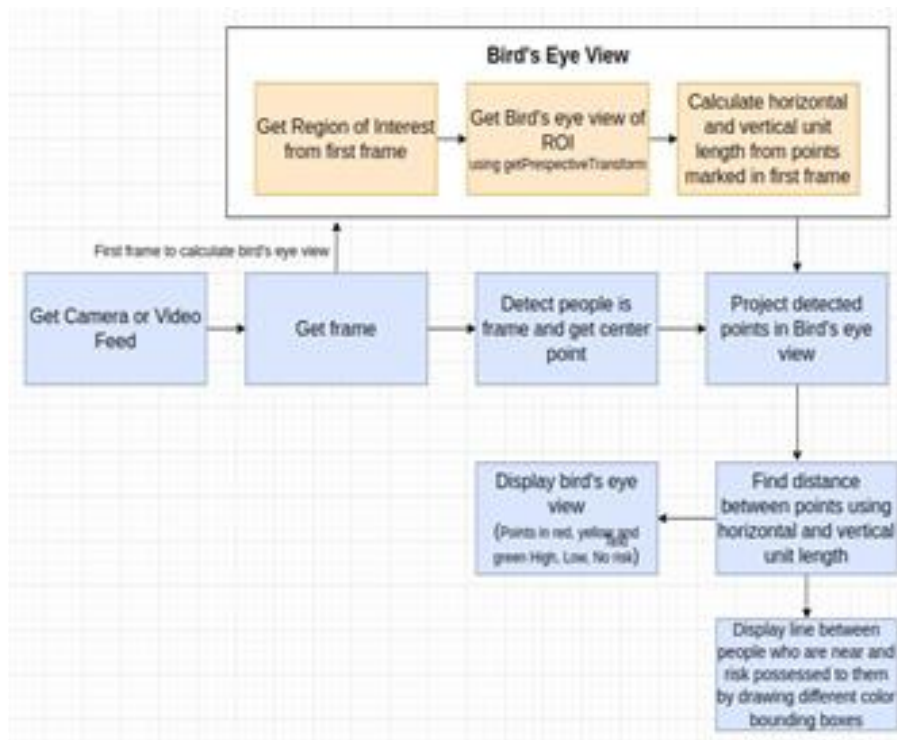 Bird's Eye View
Get Region of Interest
from first frame
Get Bird's eye view of
ROI
using getPrespectiveTransform
Calculate horizontal
and vertical unit
length from points
marked in first frame
First frame to calculate bird's eye view
Get Camera or Video
Feed
Get frame
Detect people is
frame and get center
point
Project detected
points in Bird's eye
view
Display bird's eye
view
(Points in red, yellow and
green High, Low, No risk)
Find distance
between points using
horizontal and vertical
unit length
Display line between
people who are near and
risk possessed to them
by drawing different color
bounding boxes